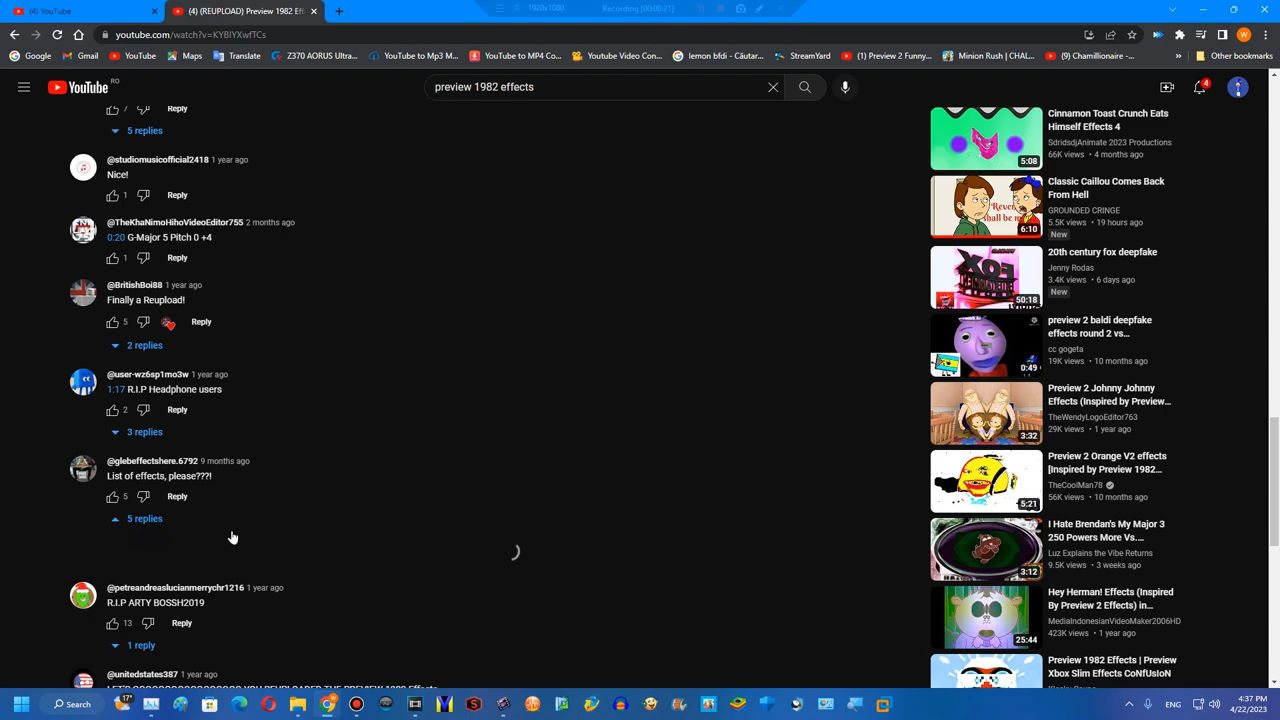 (4) YouTube
(4) (REUPLOAD) Preview 1982 Eff
1920x1080
Recording [00:00:21]
youtube.com/watch?v=KYBIYXwfTCs
Google
Gmail
YouTube
Maps
Translate
Z370 AORUS Ultra...
YouTube to Mp3 M...
YouTube to MP4 Co...
Youtube Video Con...
lemon bfdi - Căutar...
StreamYard
(1) Preview 2 Funny...
Minion Rush | CHAL...
(9) Chamillionaire -...
Other bookmarks
YouTube
RO
preview 1982 effects
4
7
Reply
5 replies
@studiomusicofficial2418 1 year ago
Nice!
1
Reply
@TheKhaNimoHihoVideoEditor755 2 months ago
0:20 G-Major 5 Pitch 0 +4
1
Reply
@BritishBoi88 1 year ago
Finally a Reupload!
5
Reply
2 replies
@user-wz6sp1mo3w 1 year ago
1:17 R.I.P Headphone users
2
Reply
3 replies
@glebeffectshere.6792 9 months ago
List of effects, please???!
5
Reply
5 replies
@petreandreaslucianmerrychr1216 1 year ago
R.I.P ARTY BOSSH2019
13
Reply
1 reply
@unitedstates387 1 year ago
Cinnamon Toast Crunch Eats
Himself Effects 4
SdridsdjAnimate 2023 Productions
66K views • 4 months ago
5:08
Classic Caillou Comes Back
From Hell
GROUNDED CRINGE
5.5K views • 19 hours ago
New
shall be m
6:10
20th century fox deepfake
Jenny Rodas
3.4K views • 6 days ago
New
FOX
50:18
preview 2 baldi deepfake
effects round 2 vs...
cc gogeta
19K views • 10 months ago
0:49
Preview 2 Johnny Johnny
Effects (Inspired by Preview...
TheWendyLogoEditor763
29K views • 1 year ago
3:32
Preview 2 Orange V2 effects
[Inspired by Preview 1982...
TheCoolMan78
56K views • 10 months ago
5:21
I Hate Brendan's My Major 3
250 Powers More Vs....
Luz Explains the Vibe Returns
9.5K views • 3 weeks ago
3:12
Hey Herman! Effects (Inspired
By Preview 2 Effects) in...
MediaIndonesianVideoMaker2006HD
423K views • 1 year ago
25:44
Preview 1982 Effects | Preview
Xbox Slim Effects CoNfUsIoN
Search
17°
ENG
4:37 PM
4/22/2023